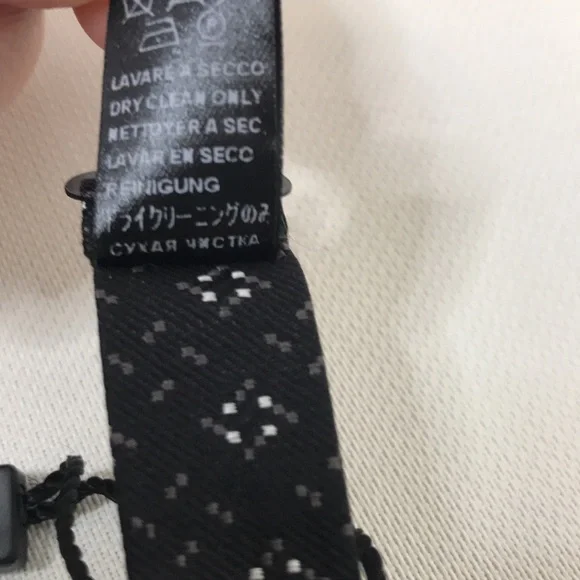 LAVARE A SECCO
DRY CLEAN ONLY
NETTOYER A SEC
LAVAR EN SECO
REINIGUNG
ドライクリーニングのみ
СУХАЯ ЧИСТКА